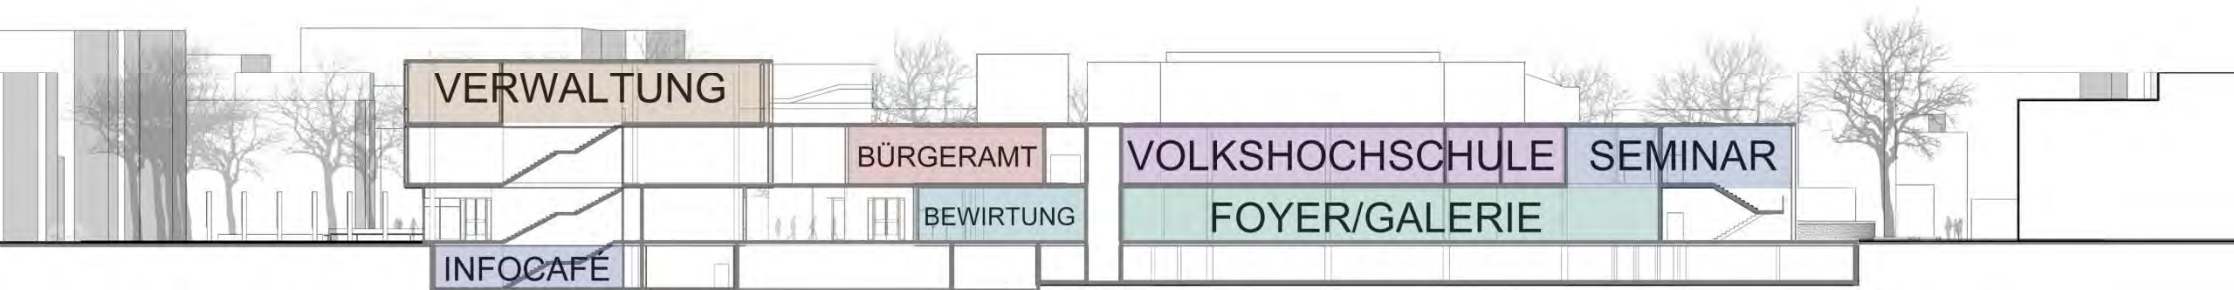 VERWALTUNG
BÜRGERAMT
VOLKSHOCHSCHULE
SEMINAR
BEWIRTUNG
FOYER/GALERIE
INFOCAFÉ